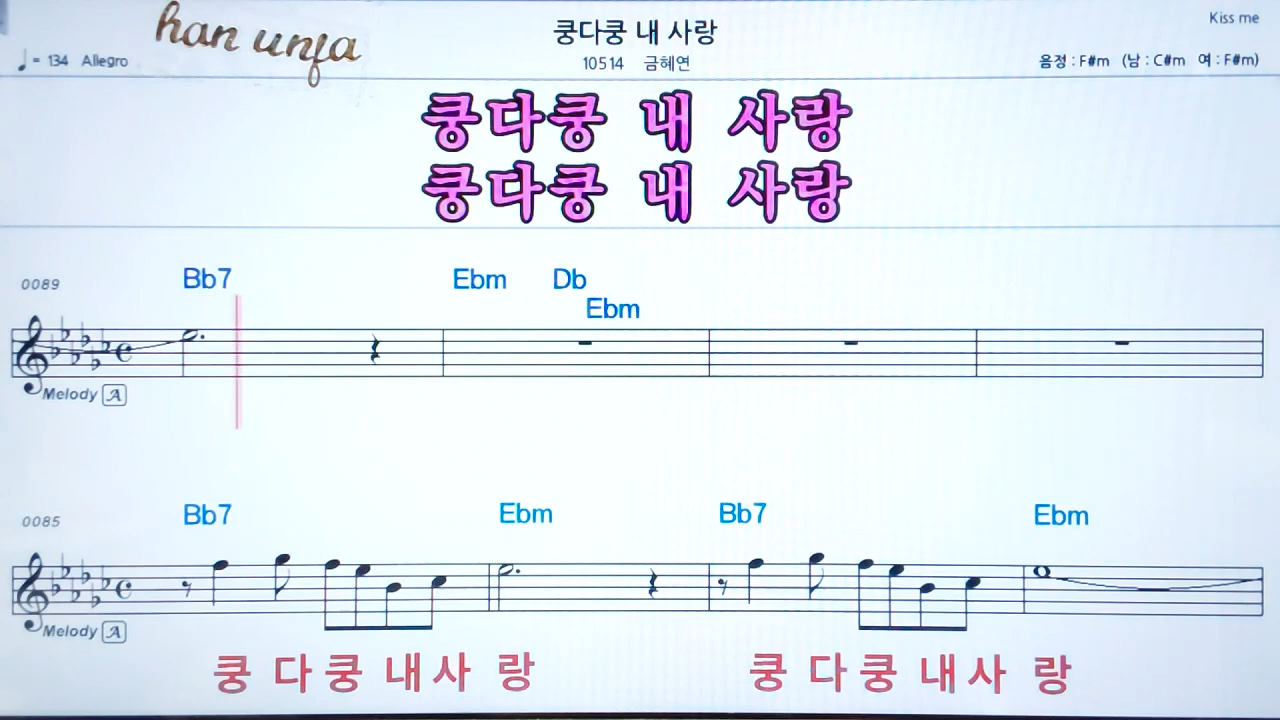 han unfa
쿵다쿵 내 사랑
Kiss me
♩= 134 Allegro
10514 금혜연
음정 : F#m (남 : C#m 여 : F#m)
쿵다쿵 내 사랑
쿵다쿵 내 사랑
0089 Bb7 Ebm Db
Ebm
Melody A
0085 Bb7 Ebm Bb7 Ebm
Melody A
쿵 다 쿵 내 사 랑 쿵 다 쿵 내 사 랑